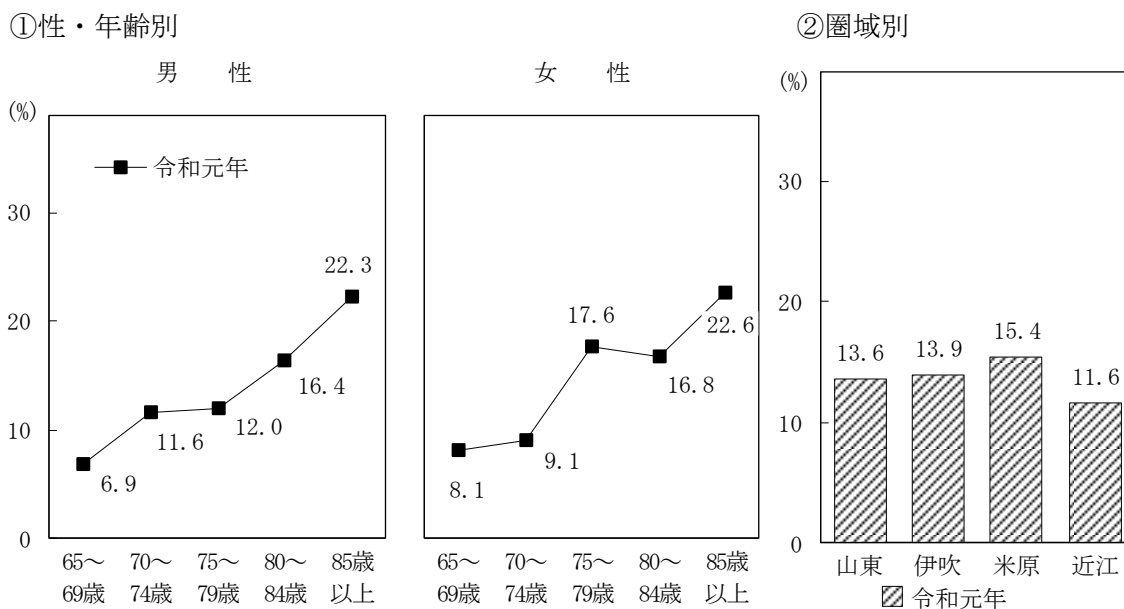 ①性・年齢別
男 性
(%)
令和元年
30
20
10
0
6.9
11.6
12.0
16.4
22.3
65～
69歳
70～
74歳
75～
79歳
80～
84歳
85歳
以上
女 性
8.1
9.1
17.6
16.8
22.6
65～
69歳
70～
74歳
75～
79歳
80～
84歳
85歳
以上
②圏域別
(%)
30
20
10
0
13.6
13.9
15.4
11.6
山東
伊吹
米原
近江
令和元年